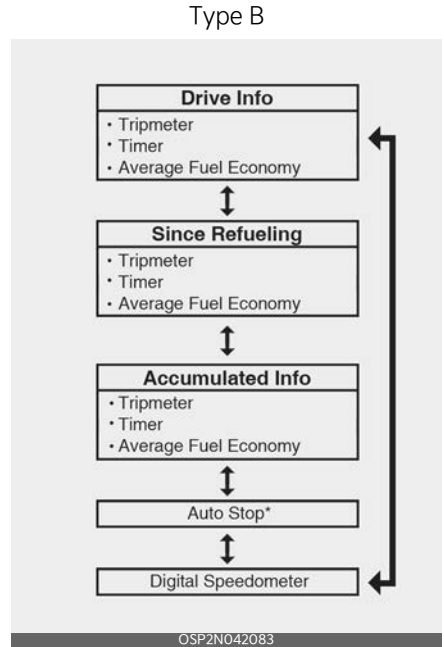 Type B
Drive Info
· Tripmeter
· Timer
· Average Fuel Economy
Since Refueling
· Tripmeter
· Timer
· Average Fuel Economy
Accumulated Info
· Tripmeter
· Timer
· Average Fuel Economy
Auto Stop*
Digital Speedometer
OSP2N042083